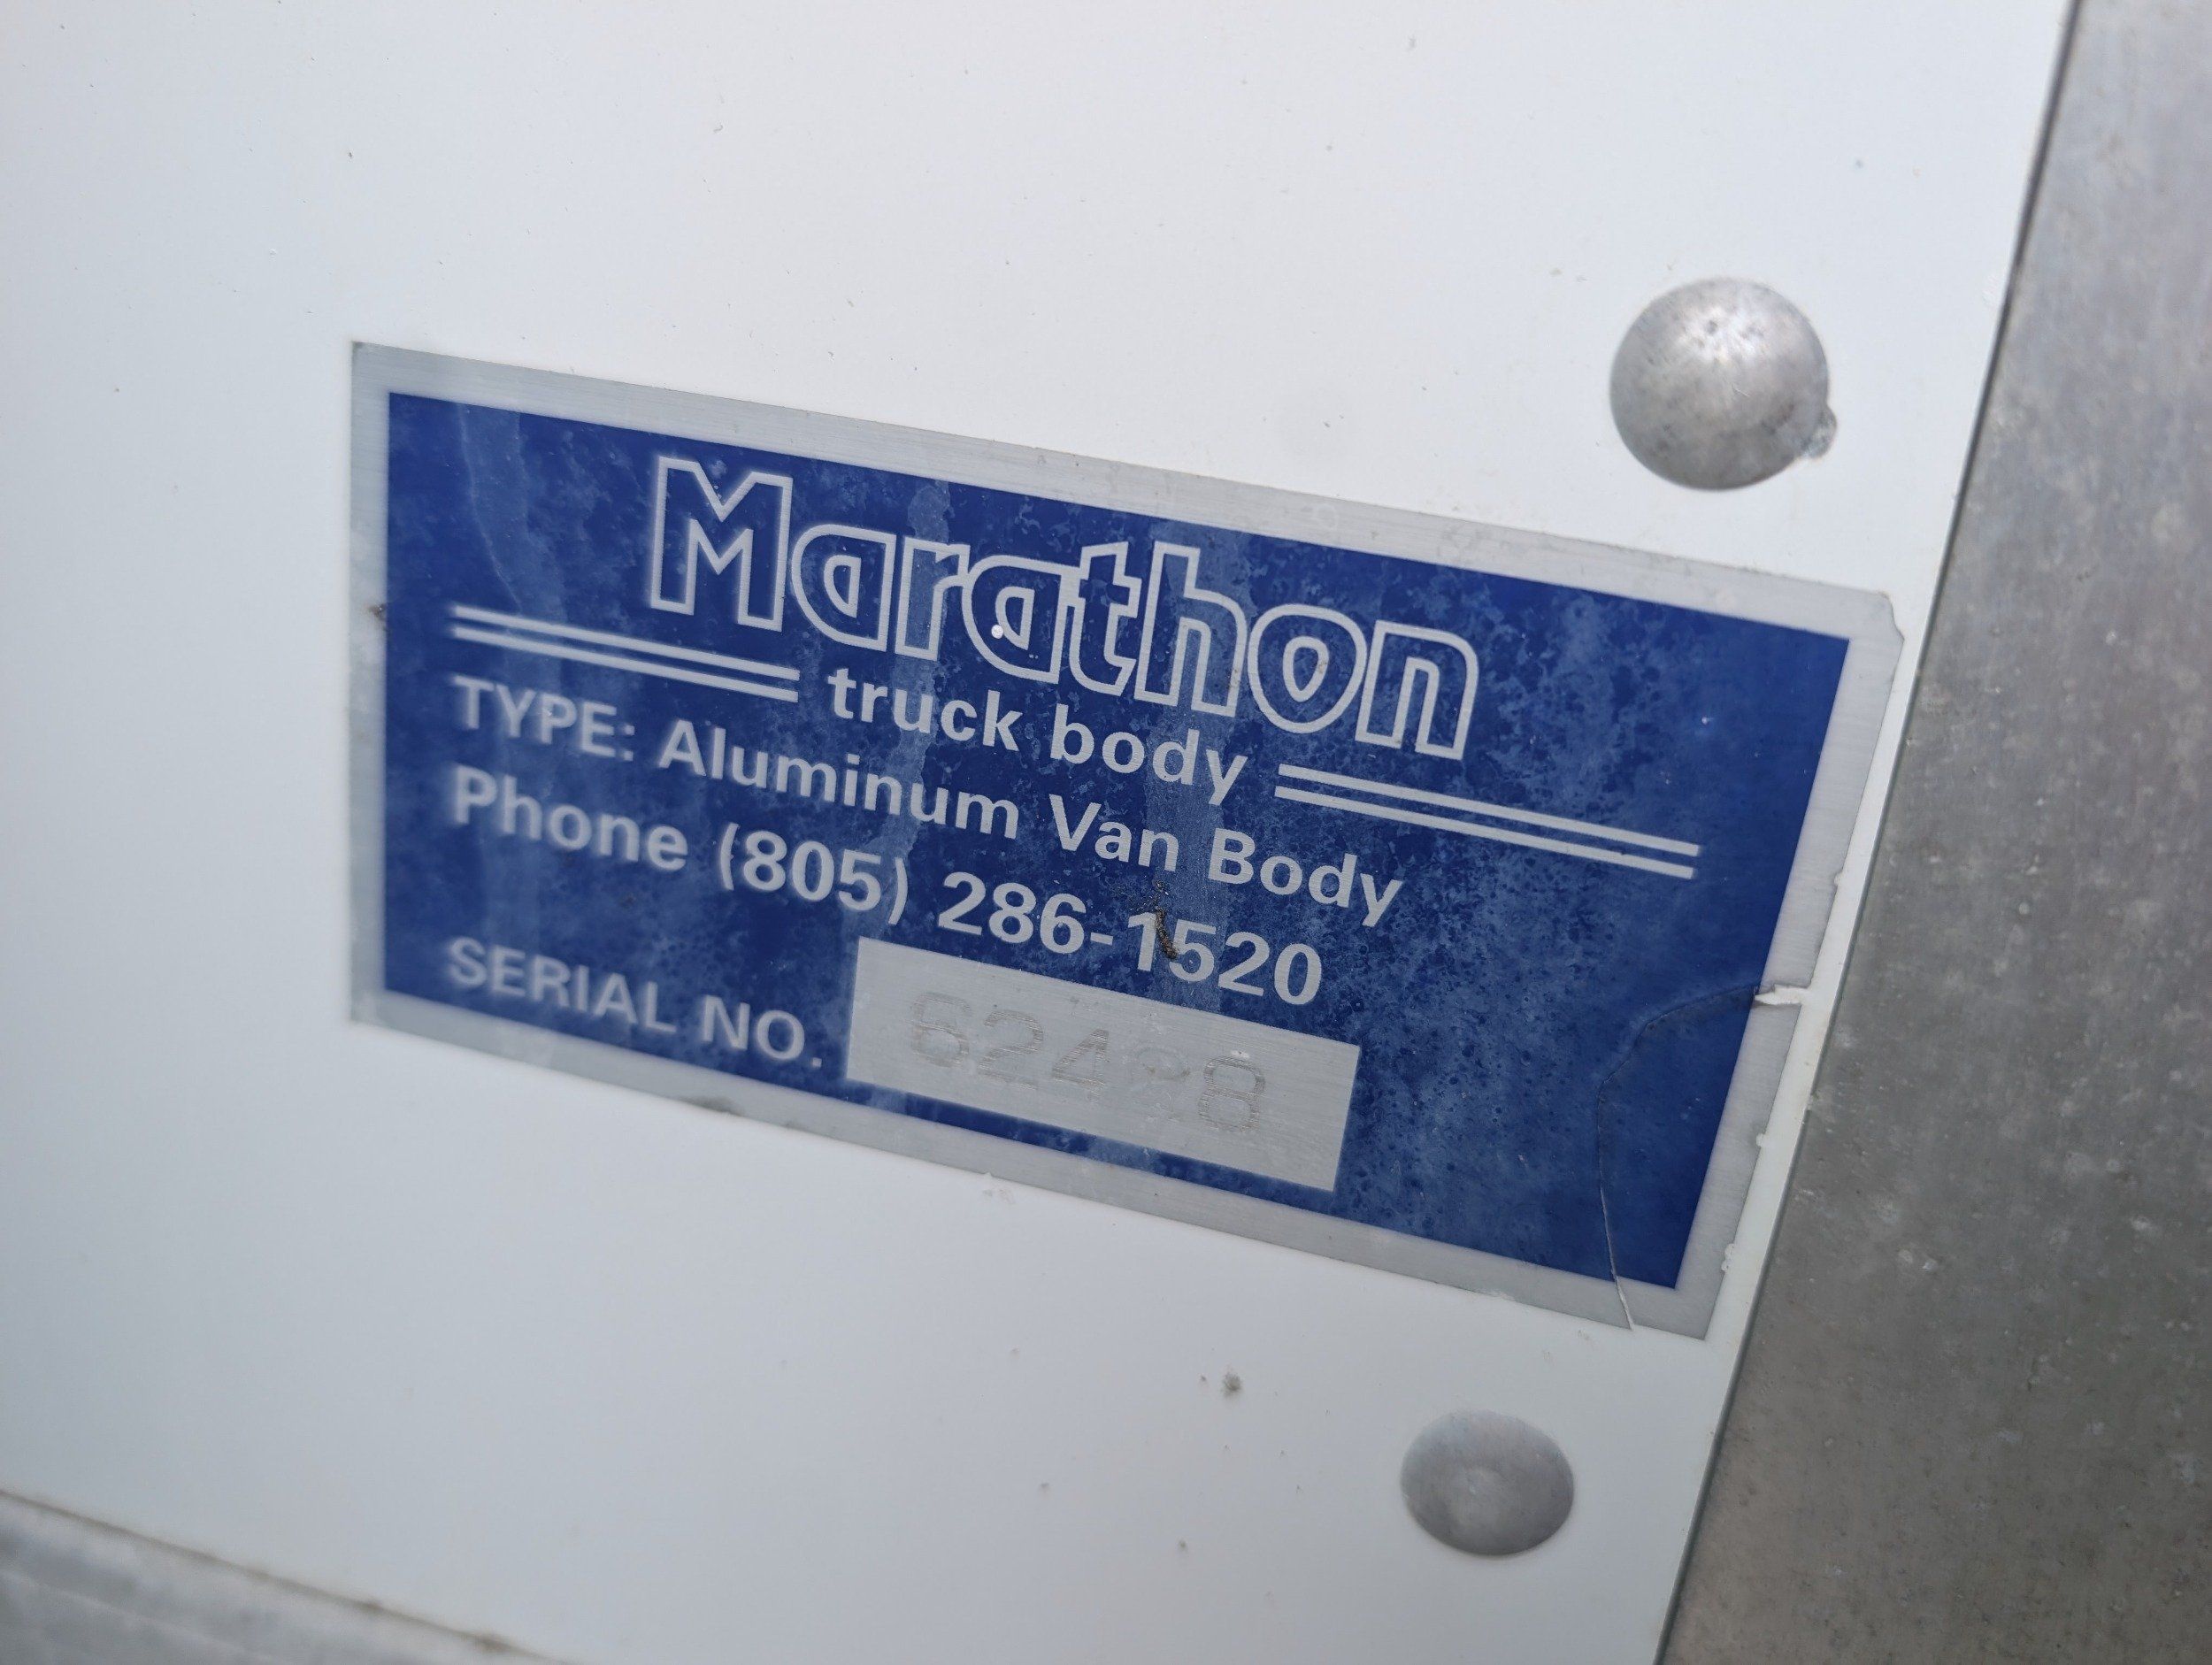 Marathon
truck body
TYPE: Aluminum Van Body
Phone (805) 286-1520
SERIAL NO.